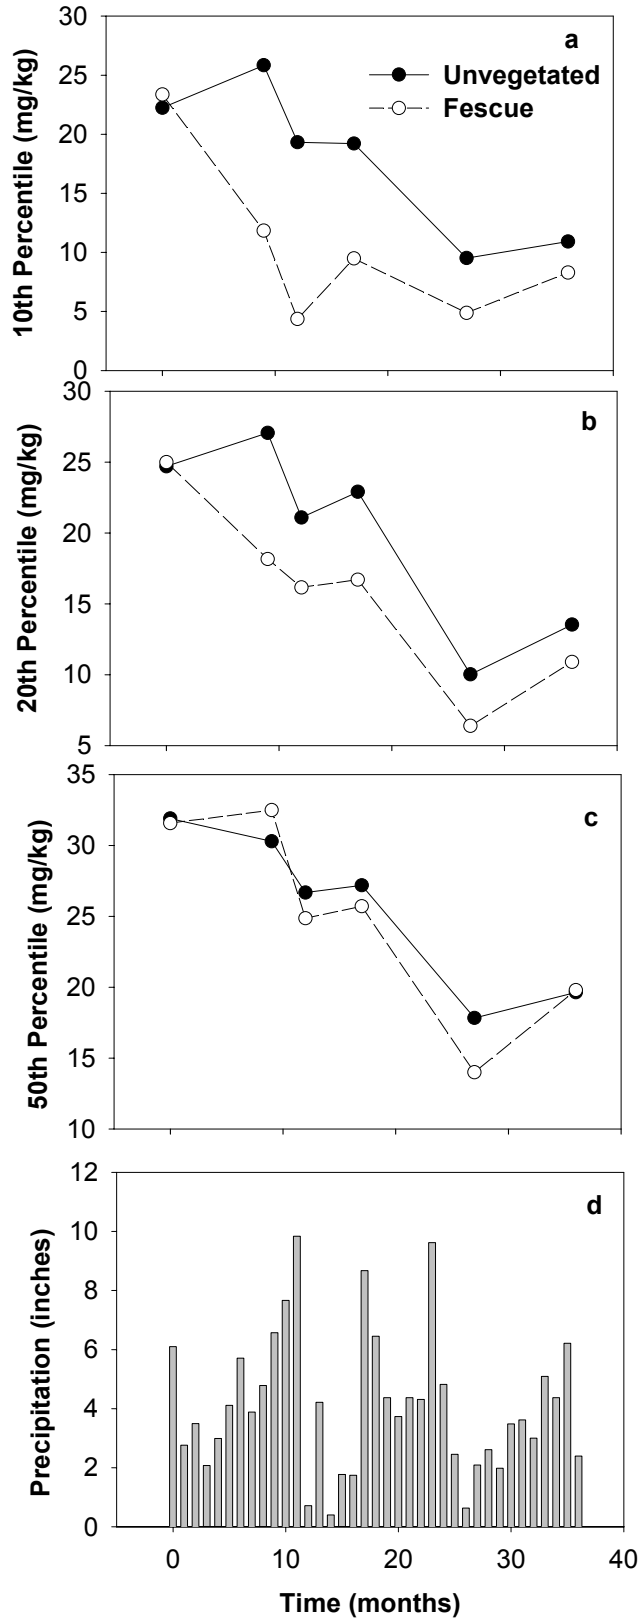 30
a
25
Unvegetated
Fescue
20
15
10
5
0
10th Percentile (mg/kg)
30
b
25
20
15
10
5
20th Percentile (mg/kg)
35
c
30
25
20
15
10
50th Percentile (mg/kg)
12
d
10
8
6
4
2
0
Precipitation (inches)
0 10 20 30 40
Time (months)